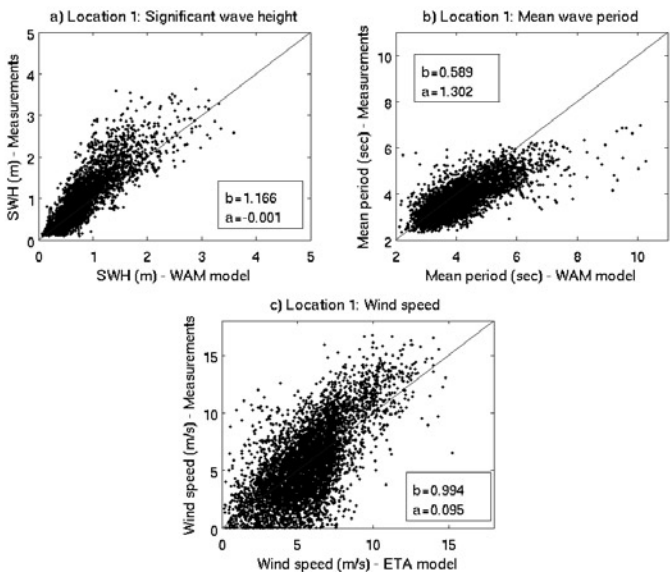 a) Location 1: Significant wave height
5
4
3
2
1
0
SWH (m) - Measurements
b=1.166
a=-0.001
0 1 2 3 4 5
SWH (m) - WAM model
b) Location 1: Mean wave period
10
8
6
4
2
Mean period (sec) - Measurements
b=0.589
a=1.302
2 4 6 8 10
Mean period (sec) - WAM model
c) Location 1: Wind speed
15
10
5
0
Wind speed (m/s) - Measurements
b=0.994
a=0.095
0 5 10 15
Wind speed (m/s) - ETA model